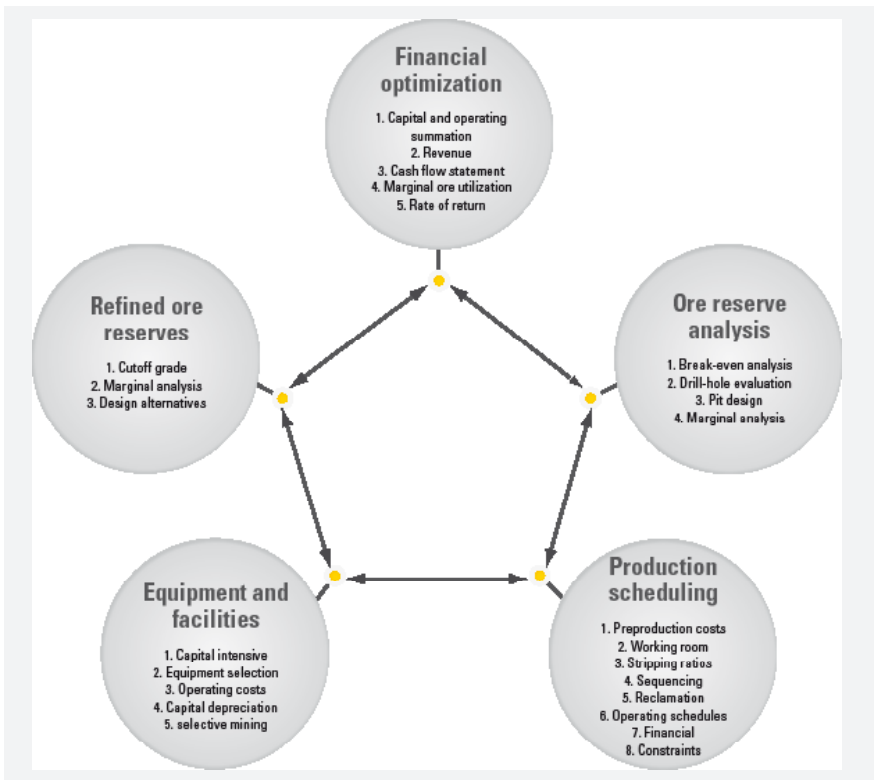 Financial
optimization
1. Capital and operating
summation
2. Revenue
3. Cash flow statement
4. Marginal ore utilization
5. Rate of return
Refined ore
reserves
1. Cutoff grade
2. Marginal analysis
3. Design alternatives
Ore reserve
analysis
1. Break-even analysis
2. Drill-hole evaluation
3. Pit design
4. Marginal analysis
Equipment and
facilities
1. Capital intensive
2. Equipment selection
3. Operating costs
4. Capital depreciation
5. selective mining
Production
scheduling
1. Preproduction costs
2. Working room
3. Stripping ratios
4. Sequencing
5. Reclamation
6. Operating schedules
7. Financial
8. Constraints